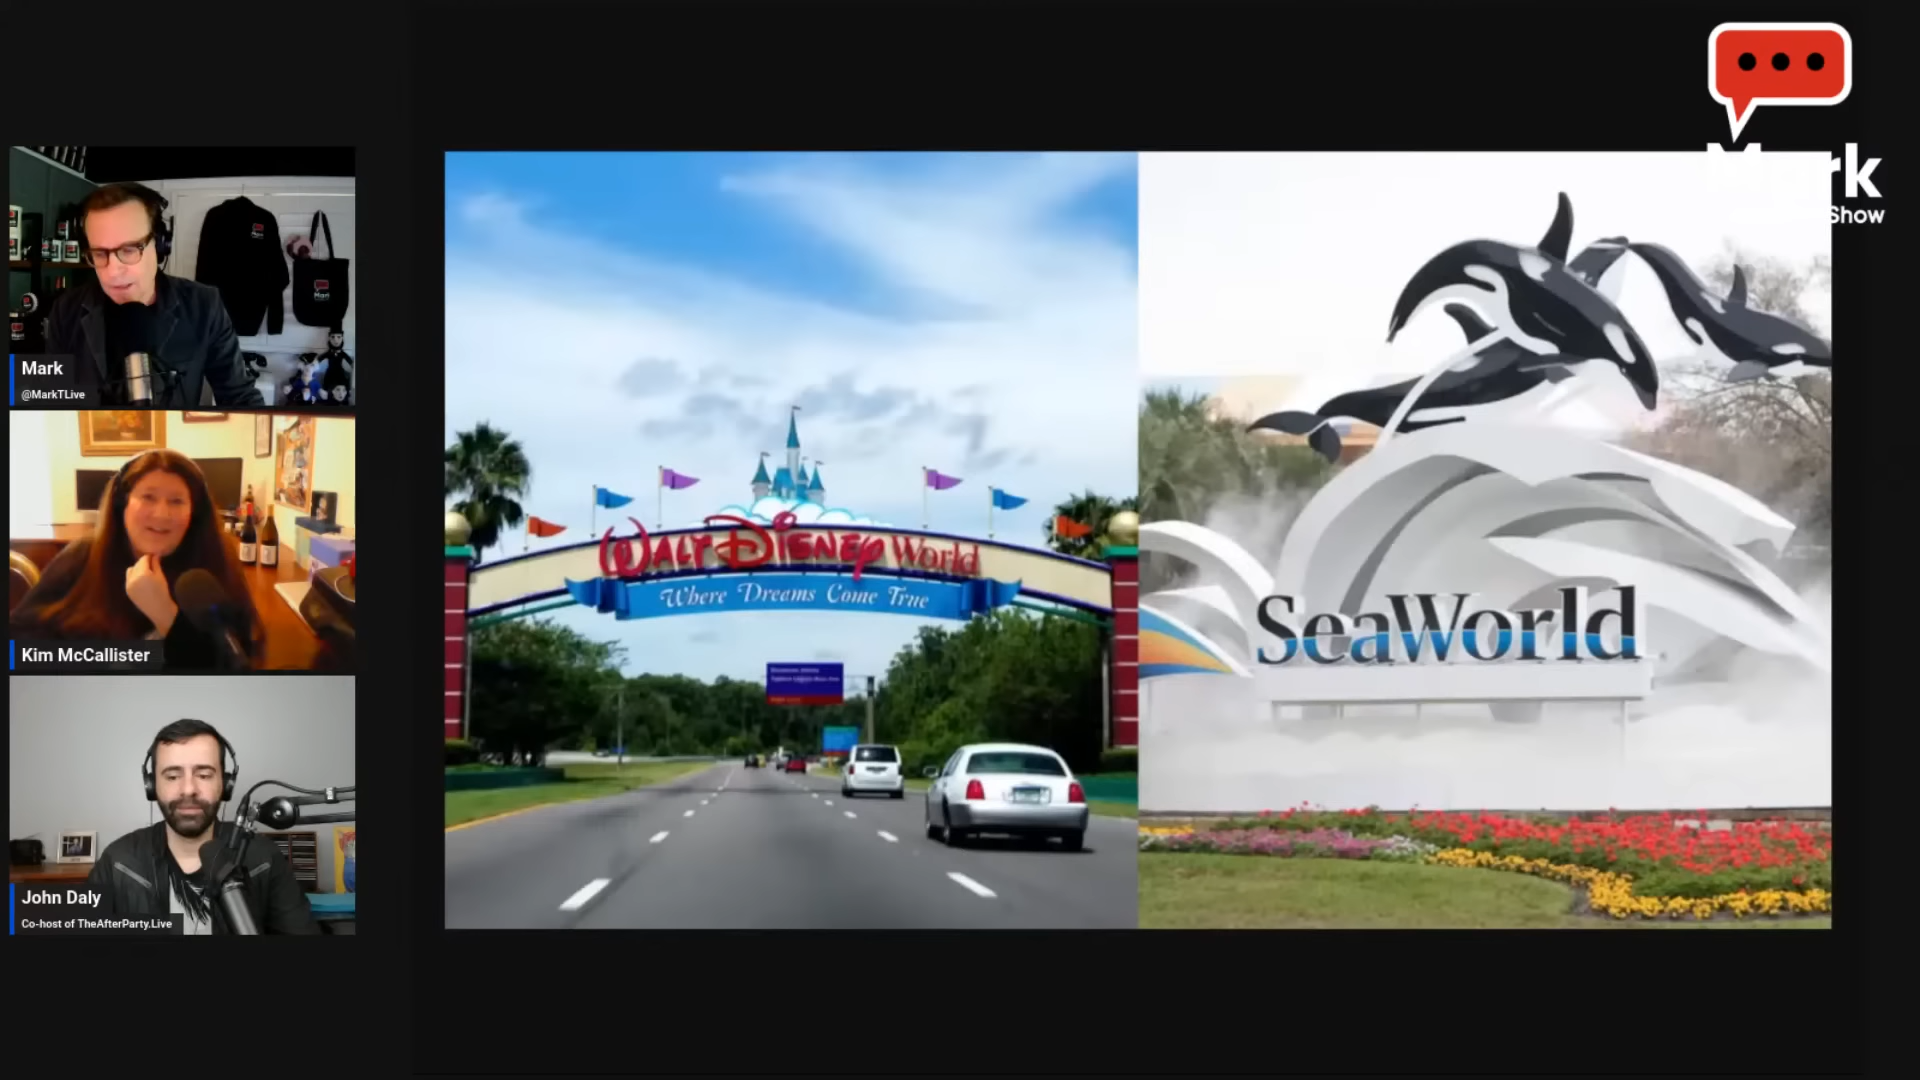 Mark
@MarkTLive
Kim McCallister
John Daly
Co-host of TheAfterParty.Live
WALT DISNEY World
Where Dreams Come True
SeaWorld
Mark
Show